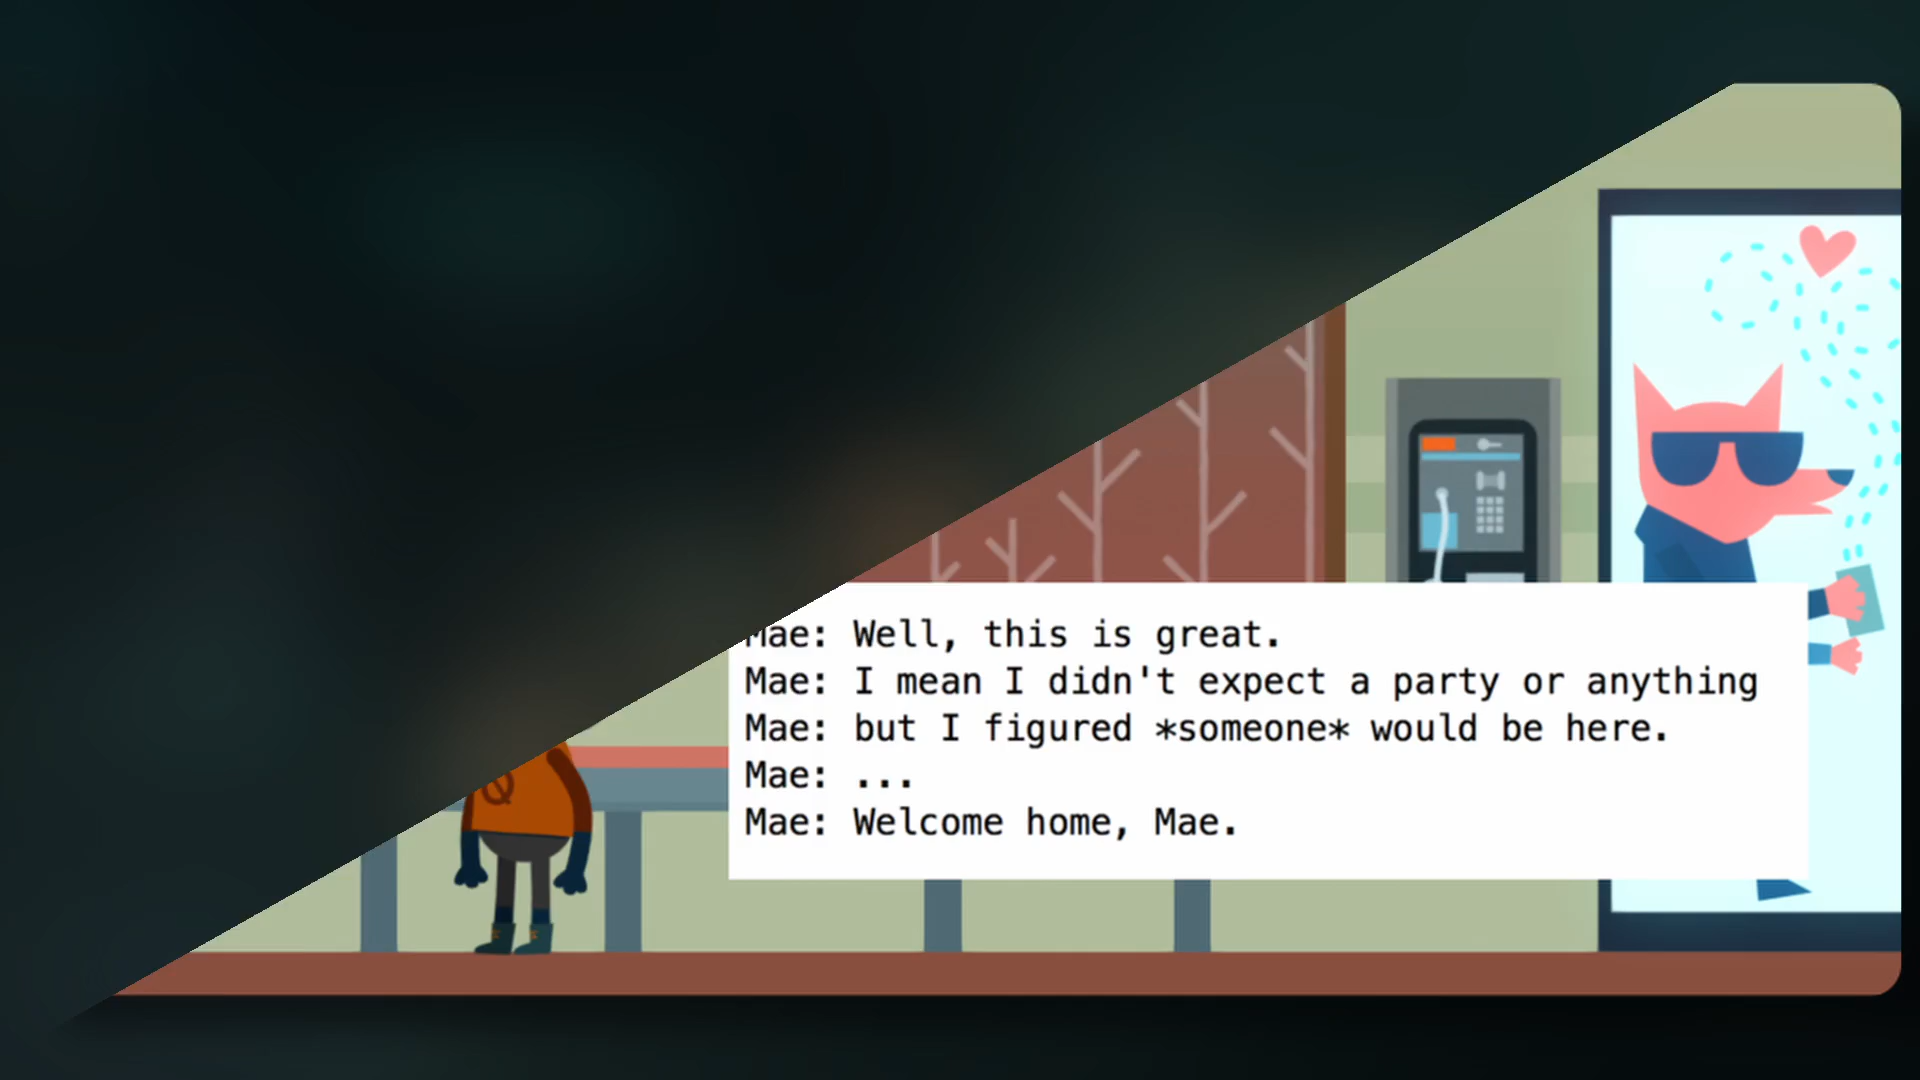 Mae: Well, this is great.
Mae: I mean I didn't expect a party or anything
Mae: but I figured *someone* would be here.
Mae: ...
Mae: Welcome home, Mae.